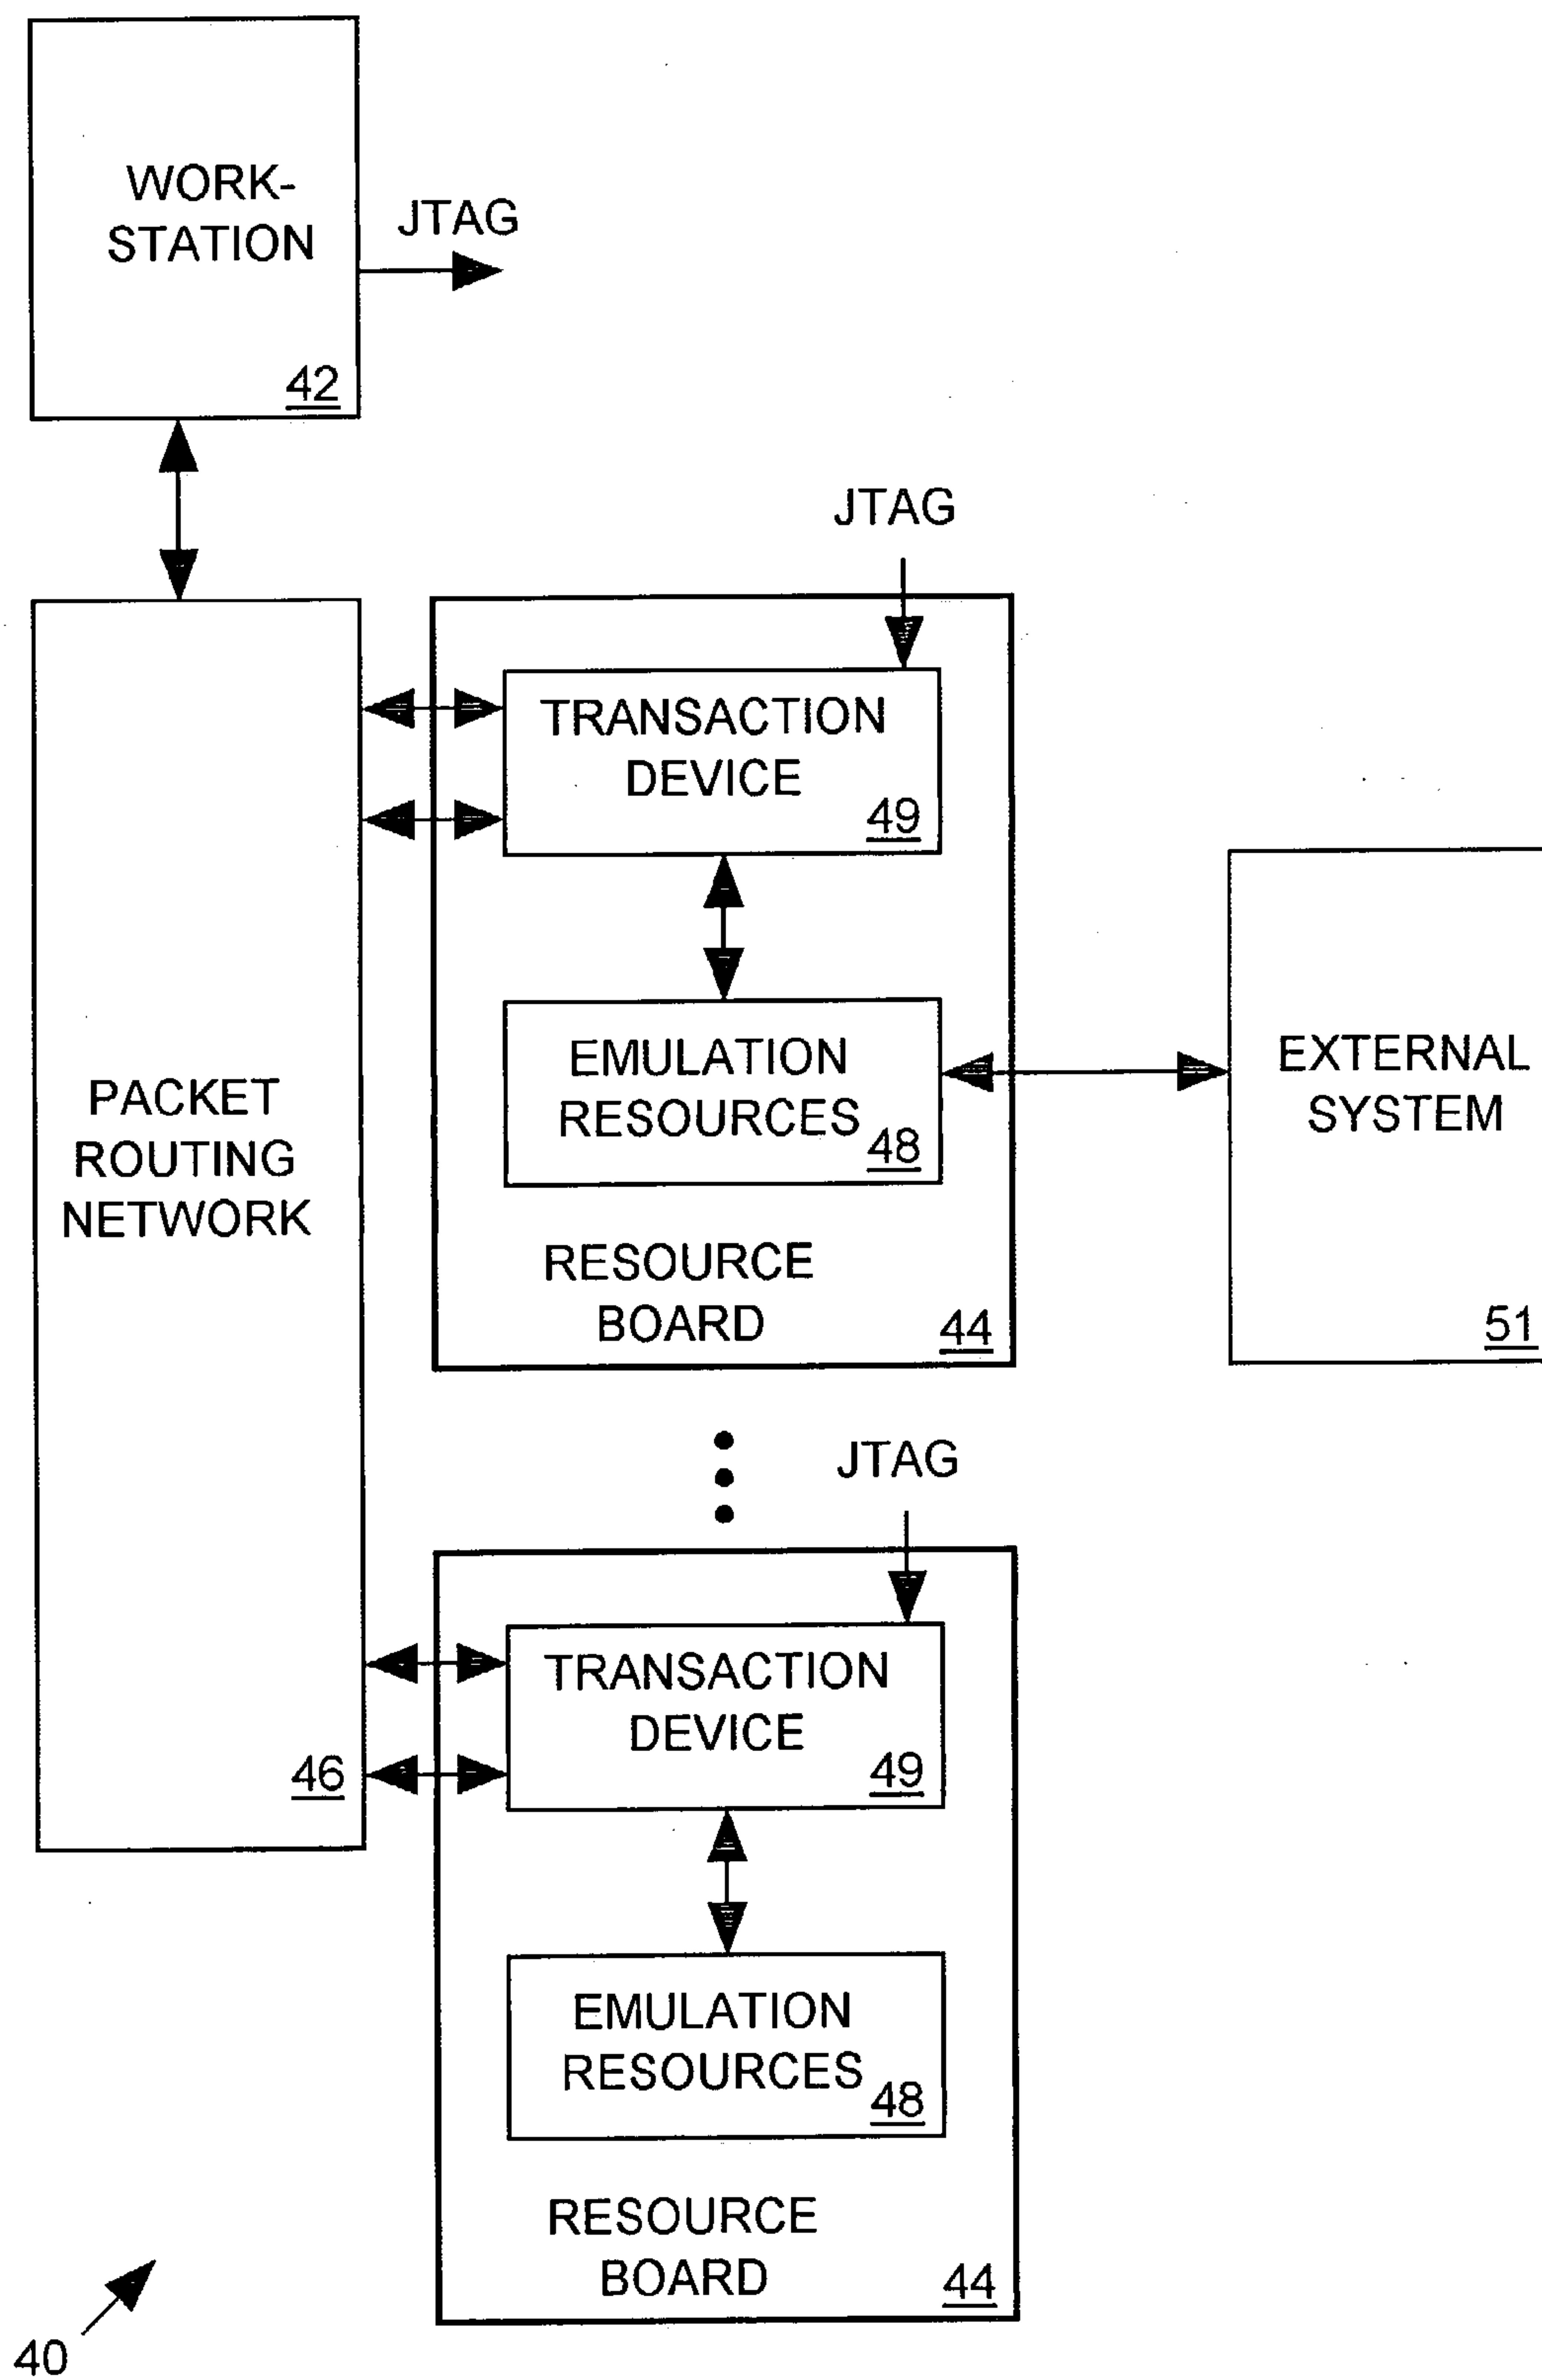 WORK-
STATION
42
JTAG
PACKET
ROUTING
NETWORK
46
JTAG
TRANSACTION
DEVICE
49
EMULATION
RESOURCES
48
RESOURCE
BOARD
44
EXTERNAL
SYSTEM
51
JTAG
TRANSACTION
DEVICE
49
EMULATION
RESOURCES
48
RESOURCE
BOARD
44
40